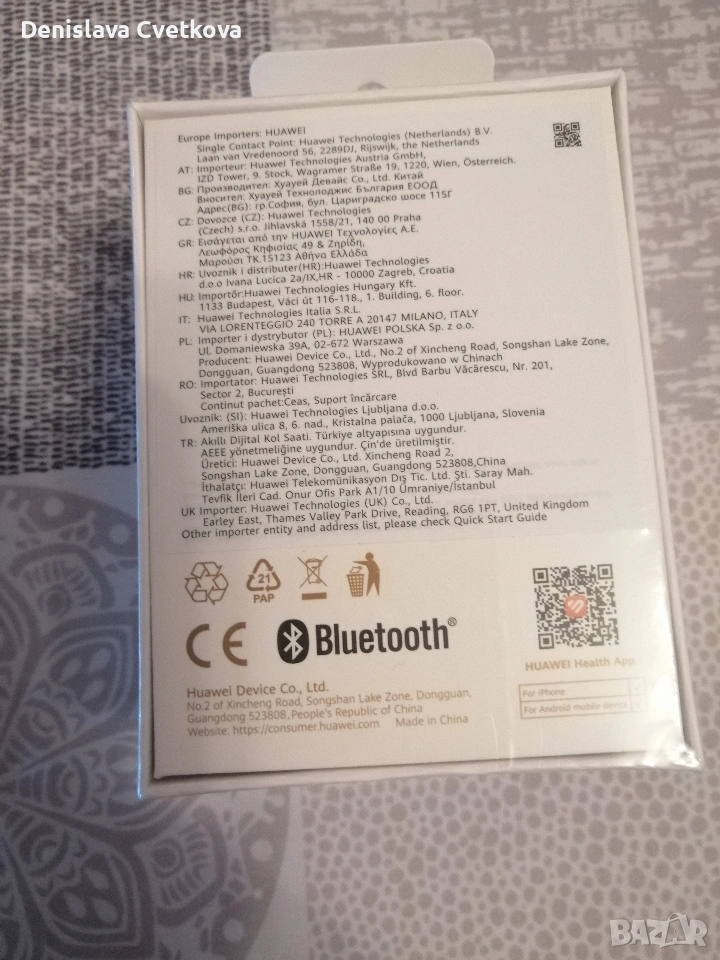 Denislava Cvetkova
Europe Importers: HUAWEI
Single Contact Point: Huawei Technologies (Netherlands) B.V.
Laan van Vredenoord 56, 2289DJ, Rijswijk, the Netherlands
AT: Importeur: Huawei Technologies Austria GmbH,
IZD Tower, 9. Stock, Wagramer Straße 19, 1220, Wien, Österreich.
BG: Производител: Хуауей Девайс Со., Ltd. Китай
Вносител: Хуауей Технолоджис България ЕООД
Адрес(BG): гр.София, бул. Цариградско шосе 115Г
CZ: Dovozce (CZ): Huawei Technologies
(Czech) s.r.o. Jihlavská 1558/21, 140 00 Praha
GR: Εισάγεται από την HUAWEI Τεχνολογίες Α.Ε.
Λεωφόρος Κηφισίας 49 & Ζηρίδη,
Μαρούσι ΤΚ.15123 Αθήνα Ελλάδα
HR: Uvoznik i distributer(HR):Huawei Technologies
d.o.o Ivana Lucica 2a/IX,HR - 10000 Zagreb, Croatia
HU: Importőr:Huawei Technologies Hungary Kft.
1133 Budapest, Váci út 116-118., 1. Building, 6. floor.
IT: Huawei Technologies Italia S.R.L.
VIA LORENTEGGIO 240 TORRE A 20147 MILANO, ITALY
PL: Importer i dystrybutor (PL): HUAWEI POLSKA Sp. z o.o.
Ul. Domaniewska 39A, 02-672 Warszawa
Producent: Huawei Device Co., Ltd., No.2 of Xincheng Road, Songshan Lake Zone,
Dongguan, Guangdong 523808, Wyprodukowano w Chinach
RO: Importator: Huawei Technologies SRL, Blvd Barbu Văcărescu, Nr. 201,
Sector 2, București
Continut pachet:Ceas, Suport încărcare
Uvoznik: (SI): Huawei Technologies Ljubljana d.o.o.
Ameriška ulica 8, 6. nad., Kristalna palača, 1000 Ljubljana, Slovenia
TR: Akıllı Dijital Kol Saati. Türkiye altyapısına uygundur.
AEEE yönetmeliğine uygundur. Çin'de üretilmiştir.
Üretici: Huawei Device Co., Ltd. Xincheng Road 2,
Songshan Lake Zone, Dongguan, Guangdong 523808,China
İthalatçı: Huawei Telekomünikasyon Dış Tic. Ltd. Şti. Saray Mah.
Tevfik İleri Cad. Onur Ofis Park A1/10 Ümraniye/İstanbul
UK Importer: Huawei Technologies (UK) Co., Ltd.
Earley East, Thames Valley Park Drive, Reading, RG6 1PT, United Kingdom
Other importer entity and address list, please check Quick Start Guide
21
PAP
CE
Bluetooth®
HUAWEI Health App
For iPhone
For Android mobile device
Huawei Device Co., Ltd.
No.2 of Xincheng Road, Songshan Lake Zone, Dongguan,
Guangdong 523808,People's Republic of China
Website: https://consumer.huawei.com Made in China
BAZAR